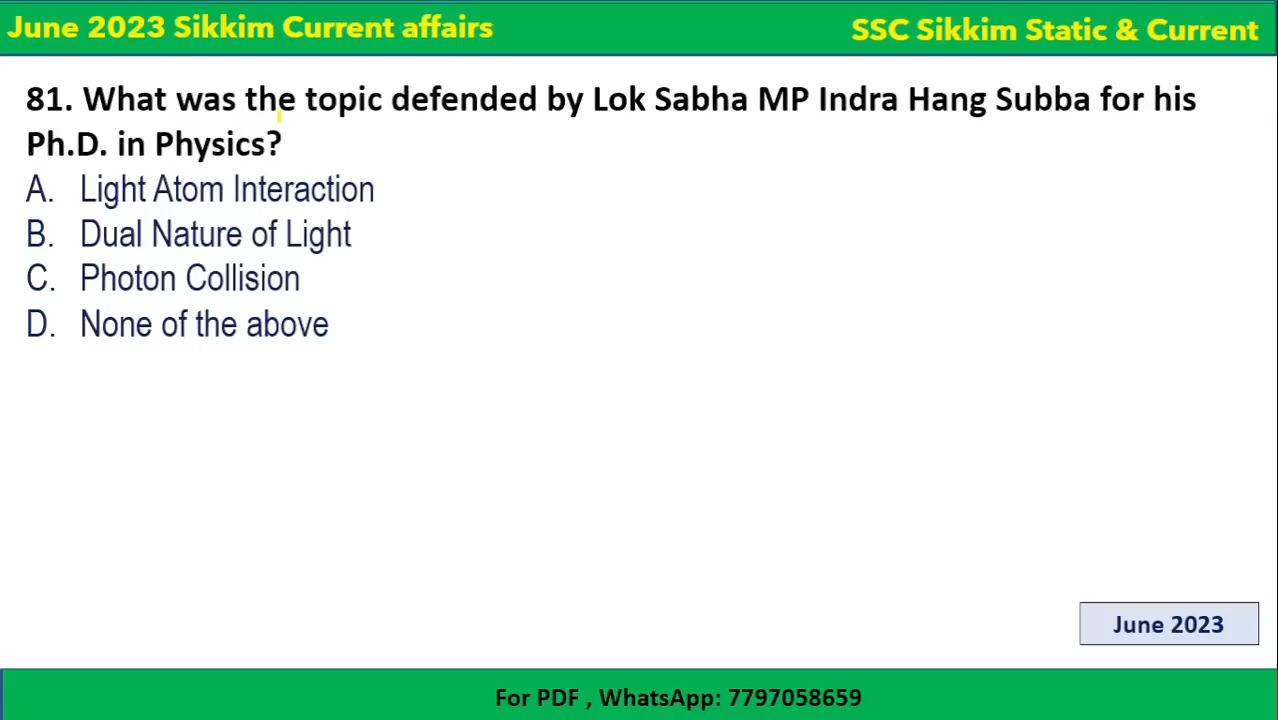 June 2023 Sikkim Current affairs
SSC Sikkim Static & Current
81. What was the topic defended by Lok Sabha MP Indra Hang Subba for his
Ph.D. in Physics?
A. Light Atom Interaction
B. Dual Nature of Light
C. Photon Collision
D. None of the above
June 2023
For PDF , WhatsApp: 7797058659